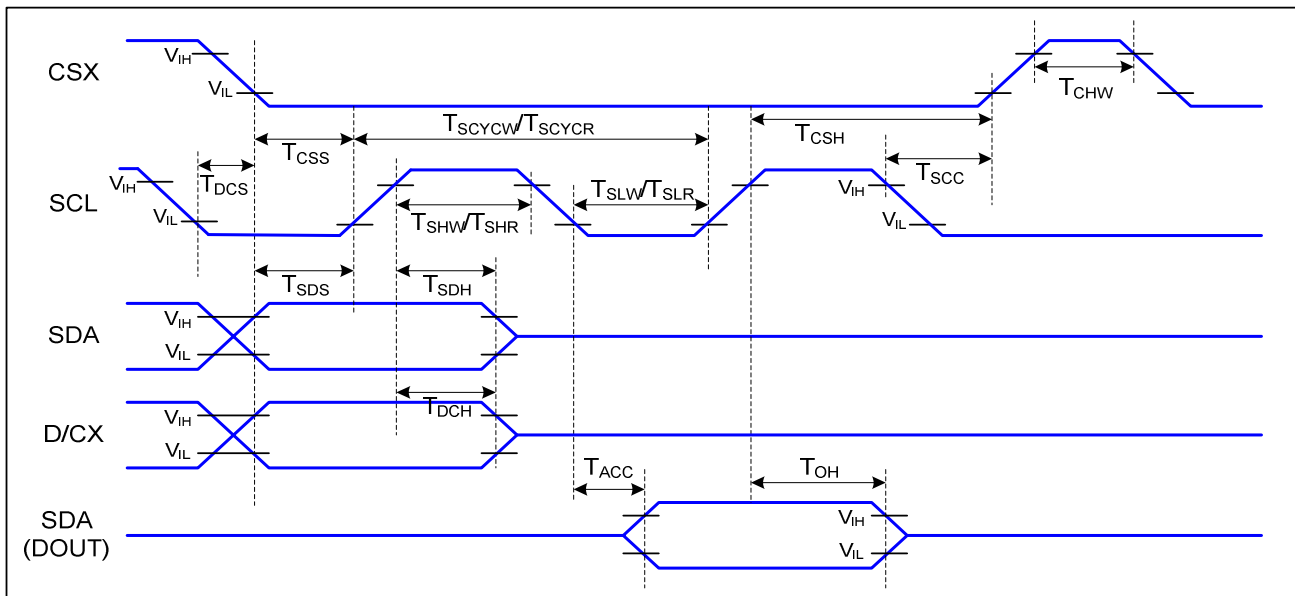 CSX
VIH
VIL
TCHW
TSCYCW/TSCYCR
TCSS
TCSH
TDCS
TSCC
SCL
VIH
VIL
TSLW/TSLR
TSHW/TSHR
VIH
VIL
TSDS
TSDH
SDA
VIH
VIL
TDCH
D/CX
VIH
VIL
TACC
TOH
SDA
(DOUT)
VIH
VIL